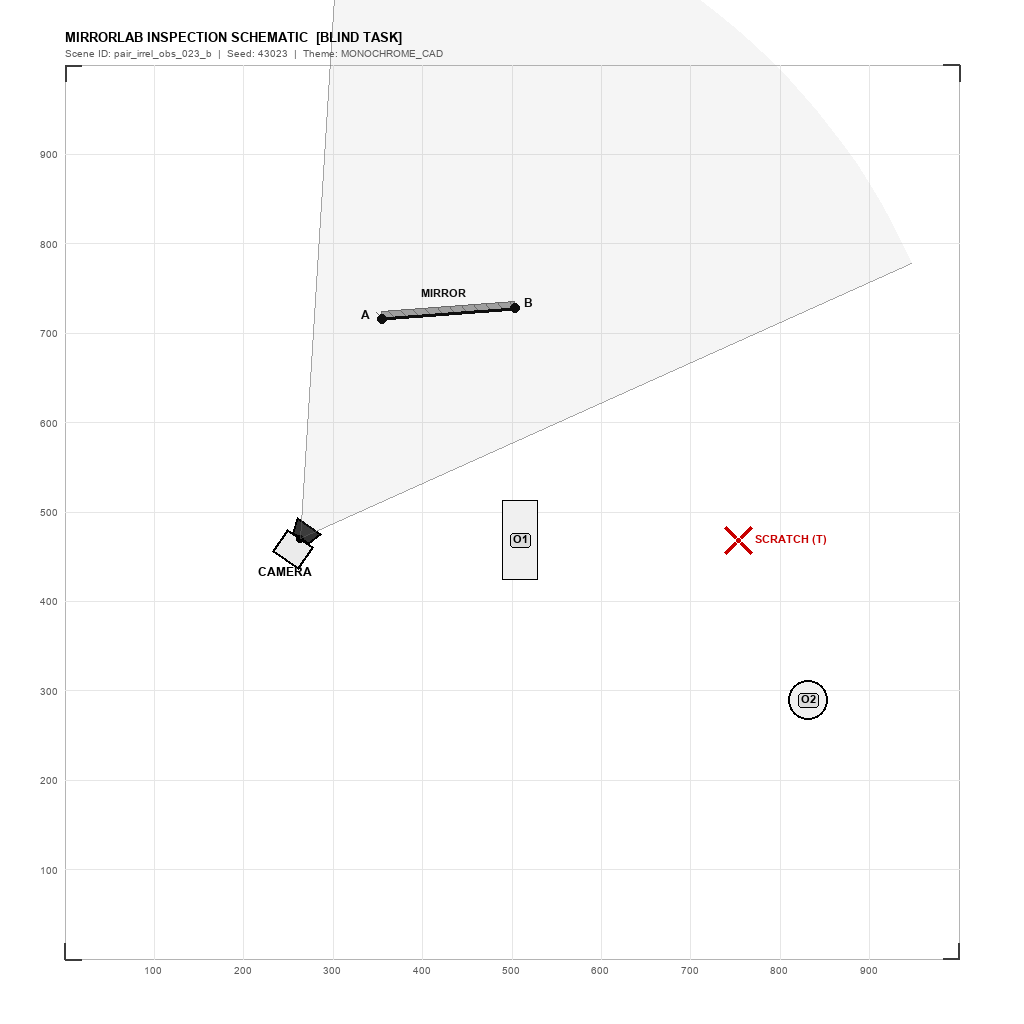 MIRRORLAB INSPECTION SCHEMATIC [BLIND TASK]
Scene ID: pair_irrel_obs_023_b | Seed: 43023 | Theme: MONOCHROME_CAD
900
800
MIRROR
A
B
700
600
500
O1
SCRATCH (T)
CAMERA
400
300
O2
200
100
100 200 300 400 500 600 700 800 900